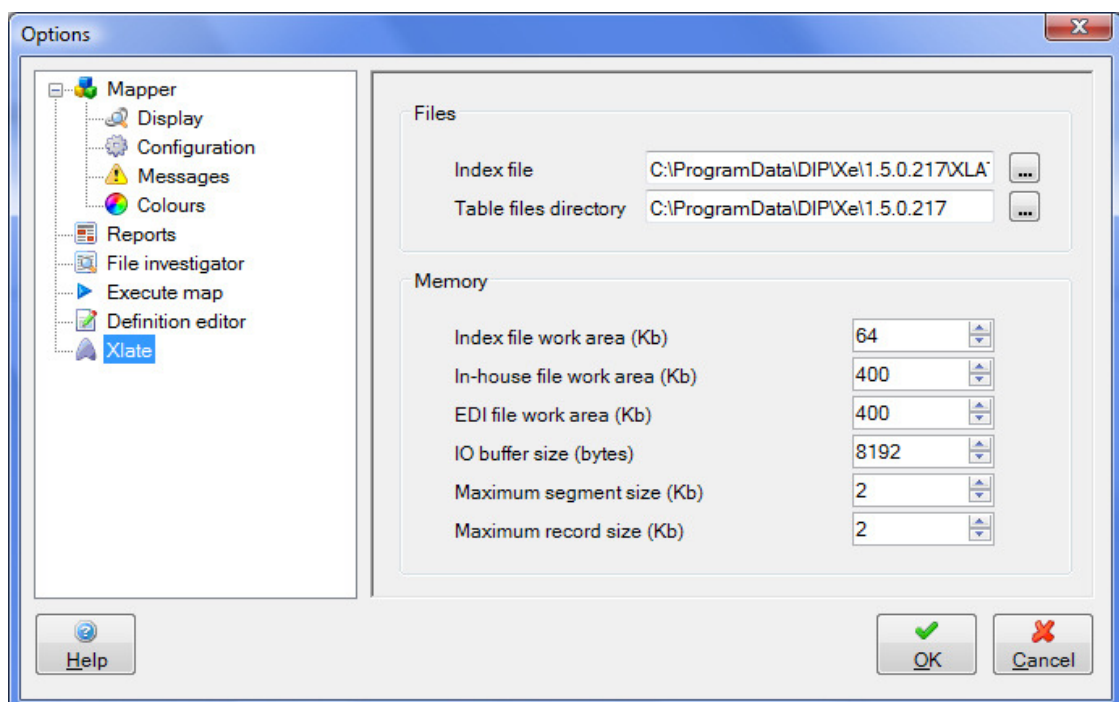 Options
Mapper
Display
Configuration
Messages
Colours
Reports
File investigator
Execute map
Definition editor
Xlate
Files
Index file C:\ProgramData\DIP\Xe\1.5.0.217\XLAT ...
Table files directory C:\ProgramData\DIP\Xe\1.5.0.217 ...
Memory
Index file work area (Kb) 64
In-house file work area (Kb) 400
EDI file work area (Kb) 400
IO buffer size (bytes) 8192
Maximum segment size (Kb) 2
Maximum record size (Kb) 2
Help
OK
Cancel